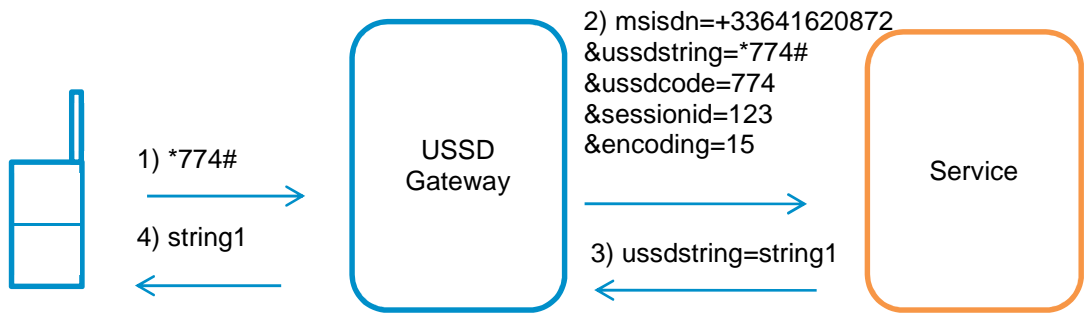 2) msisdn=+33641620872
&ussdstring=*774#
&ussdcode=774
&sessionid=123
&encoding=15
1) *774#
USSD
Gateway
Service
4) string1
3) ussdstring=string1